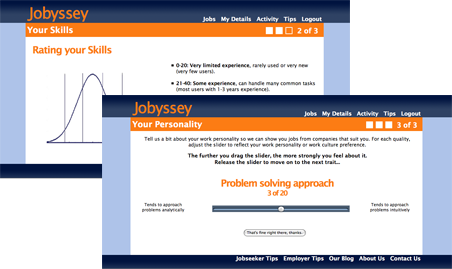 Jobyssey
Jobs My Details Activity Tips Logout
Your Skills
2 of 3
Rating your Skills
0-20: Very limited experience, rarely used or very new
(very few users).
21-40: Some experience, can handle many common tasks
(most users with 1-3 years experience).
Jobyssey
Jobs My Details Activity Tips Logout
Your Personality
3 of 3
Tell us a bit about your work personality so we can show you jobs from companies that suit you. For each quality,
adjust the slider to reflect your work personality or work culture preference.
The further you drag the slider, the more strongly you feel about it.
Release the slider to move on to the next trait...
Problem solving approach
3 of 20
Tends to approach
problems analytically
Tends to approach
problems intuitively
That's fine right there, thanks.
Jobseeker Tips Employer Tips Our Blog About Us Contact Us